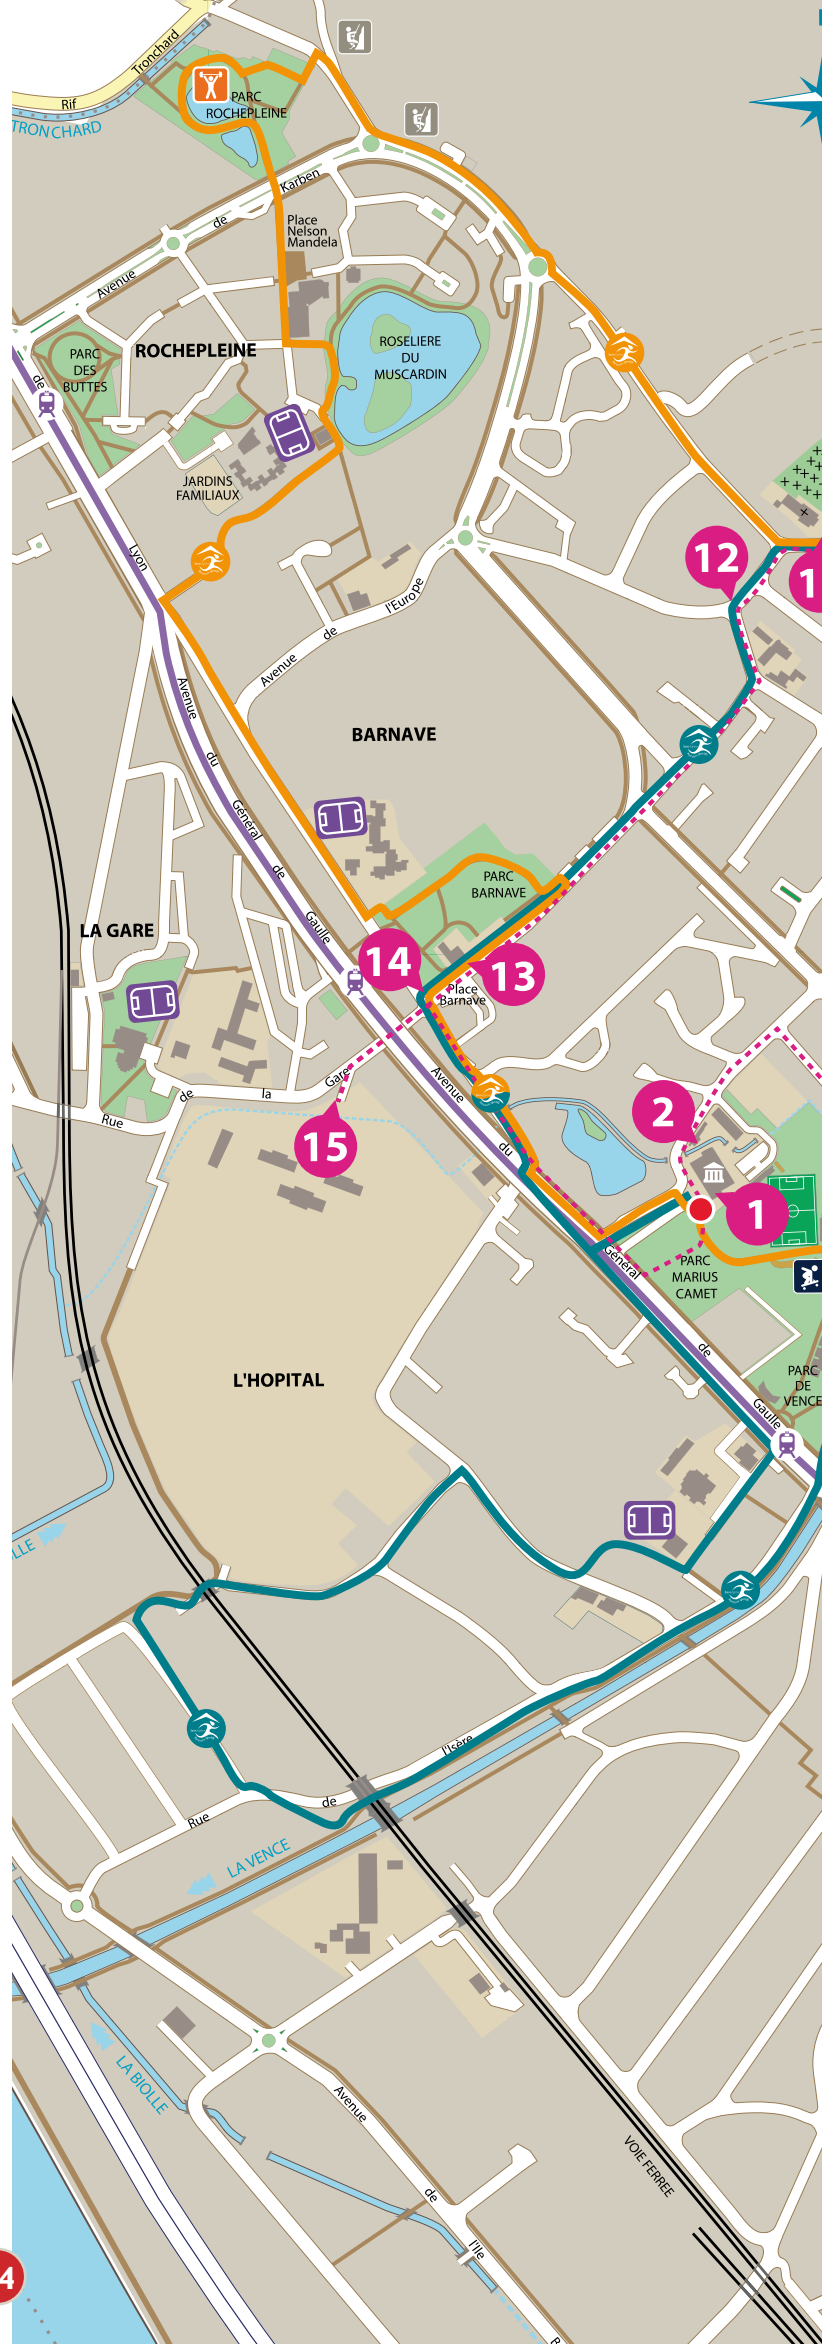 Tronchard
Rif
TRONCHARD
PARC
ROCHEPLEINE
Karben
de
Avenue
Place
Nelson
Mandela
ROCHEPLEINE
PARC
DES
BUTTES
de
ROSELIERE
DU
MUSCARDIN
JARDINS
FAMILIAUX
Lyon
12
1
l'Europe
de
Avenue
Avenue
du
Général
de
Gaulle
BARNAVE
PARC
BARNAVE
LA GARE
14
13
Place
Barnave
Gare
la
de
Rue
15
Avenue
du
Général
de
Gaulle
2
1
PARC
MARIUS
CAMET
PARC
DE
VENCE
L'HOPITAL
LLE
l'Isère
de
Rue
LA VENCE
LA BIOLLE
Avenue
de
l'Ile
B
VOIE FERREE
4